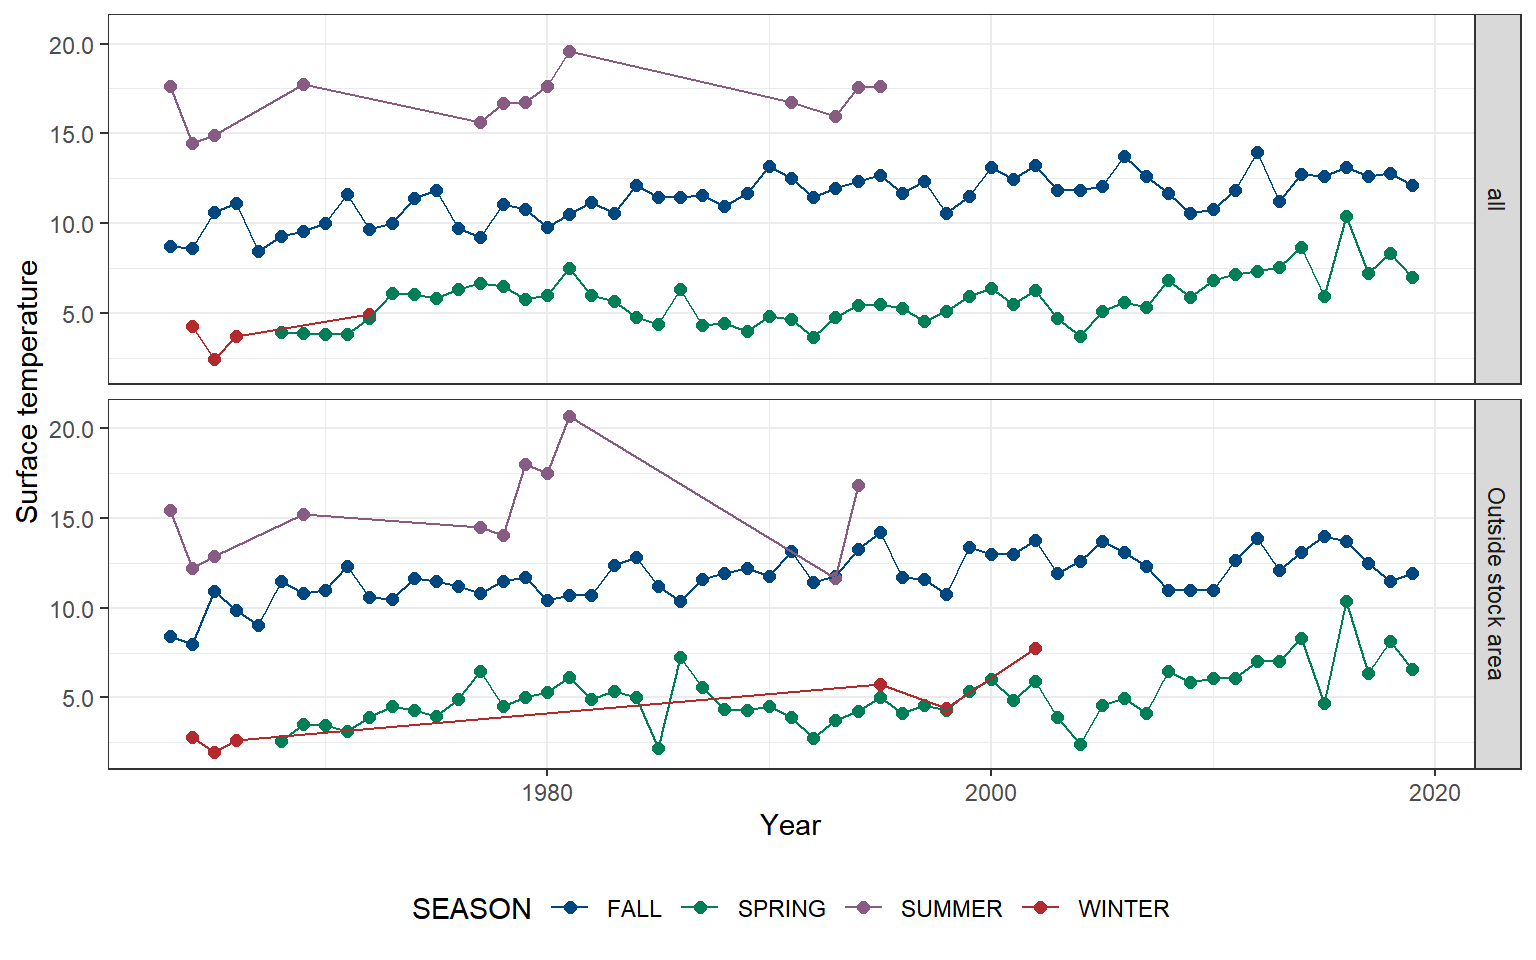 20.0
15.0
10.0
5.0
all
20.0
15.0
10.0
5.0
Outside stock area
Surface temperature
1980 2000 2020
Year
SEASON FALL SPRING SUMMER WINTER